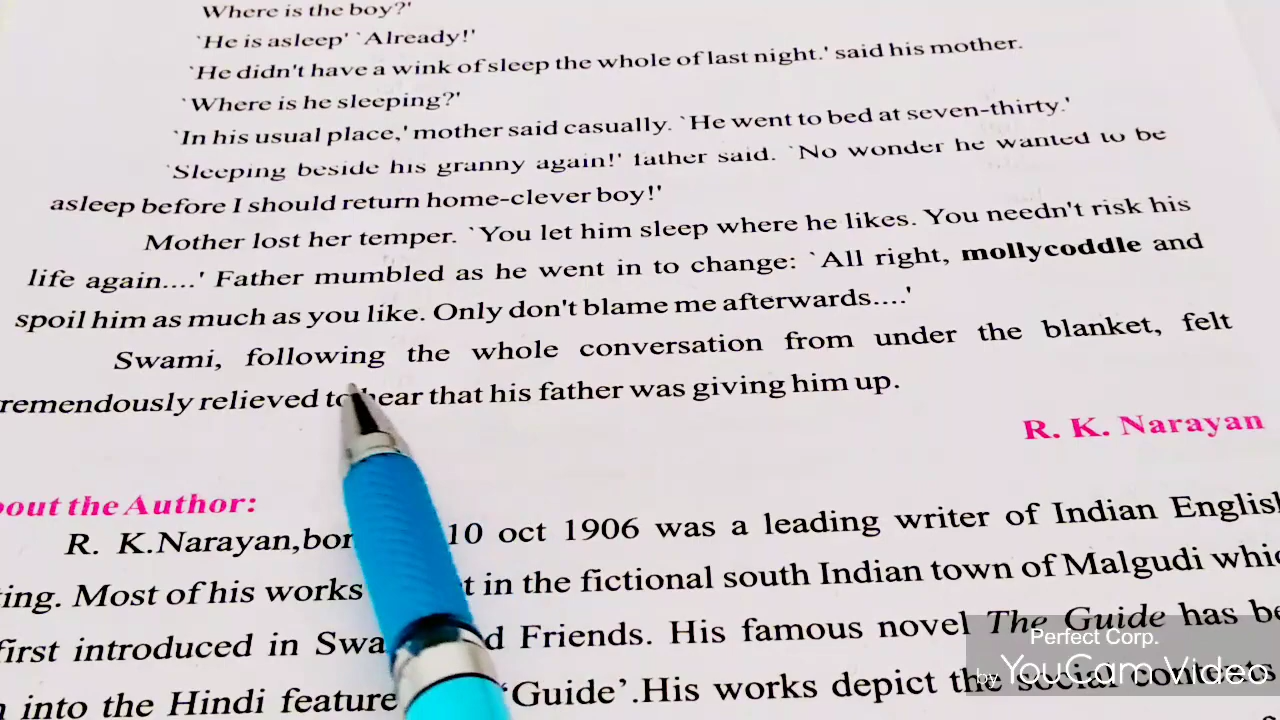 Where is the boy?'
`He is asleep' `Already!'
`He didn't have a wink of sleep the whole of last night.' said his mother.
`Where is he sleeping?'
`In his usual place,' mother said casually. `He went to bed at seven-thirty.'
`Sleeping beside his granny again!' father said. `No wonder he wanted to be
asleep before I should return home-clever boy!'
Mother lost her temper. `You let him sleep where he likes. You needn't risk his
life again....' Father mumbled as he went in to change: `All right, mollycoddle and
spoil him as much as you like. Only don't blame me afterwards....'
Swami, following the whole conversation from under the blanket, felt
remendously relieved to hear that his father was giving him up.
R. K. Narayan
bout the Author:
R. K.Narayan,bor 10 oct 1906 was a leading writer of Indian English
ting. Most of his works in the fictional south Indian town of Malgudi whic
first introduced in Swa d Friends. His famous novel The Guide has be
into the Hindi feature 'Guide'.His works depict the social contexts
Perfect Corp.
by YouCam Video